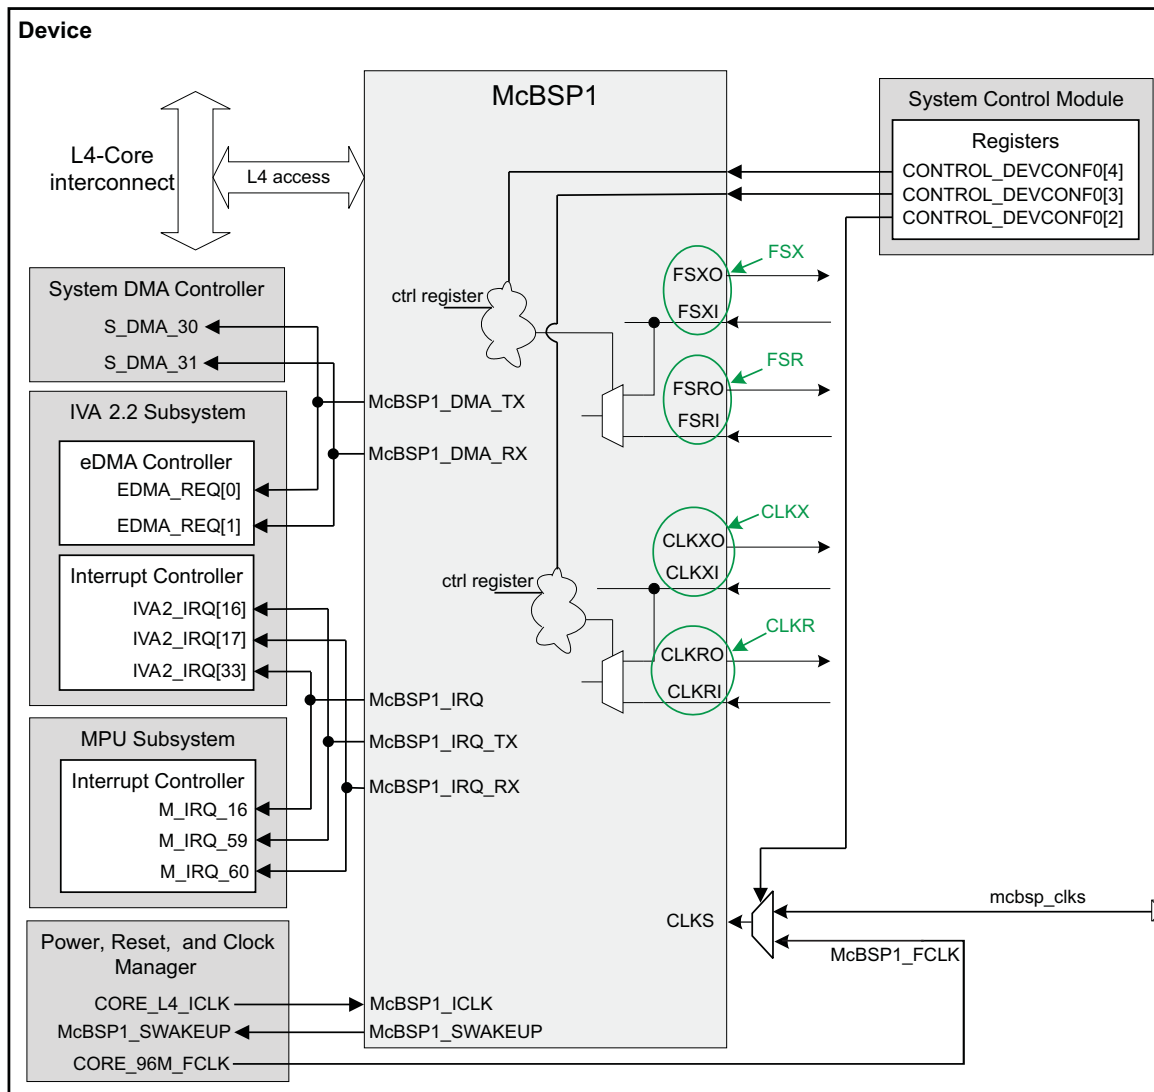 Device
McBSP1
System Control Module
Registers
CONTROL_DEVCONF0[4]
CONTROL_DEVCONF0[3]
CONTROL_DEVCONF0[2]
L4-Core
interconnect
L4 access
System DMA Controller
S_DMA_30
S_DMA_31
IVA 2.2 Subsystem
eDMA Controller
EDMA_REQ[0]
EDMA_REQ[1]
Interrupt Controller
IVA2_IRQ[16]
IVA2_IRQ[17]
IVA2_IRQ[33]
MPU Subsystem
Interrupt Controller
M_IRQ_16
M_IRQ_59
M_IRQ_60
Power, Reset, and Clock
Manager
CORE_L4_ICLK
McBSP1_SWAKEUP
CORE_96M_FCLK
McBSP1_DMA_TX
McBSP1_DMA_RX
McBSP1_IRQ
McBSP1_IRQ_TX
McBSP1_IRQ_RX
McBSP1_ICLK
McBSP1_SWAKEUP
ctrl register
ctrl register
FSX
FSXO
FSXI
FSR
FSRO
FSRI
CLKX
CLKXO
CLKXI
CLKR
CLKRO
CLKRI
CLKS
mcbsp_clks
McBSP1_FCLK